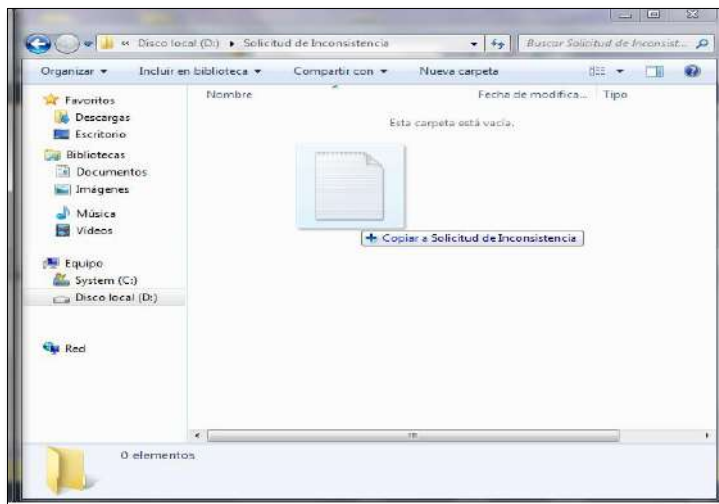 Disco local (D:) ▸ Solicitud de Inconsistencia
Buscar Solicitud de Inconsist...
Organizar Incluir en biblioteca Compartir con Nueva carpeta
Nombre Fecha de modifica... Tipo
Esta carpeta está vacía.
Favoritos
Descargas
Escritorio
Bibliotecas
Documentos
Imágenes
Música
Vídeos
Equipo
System (C:)
Disco local (D:)
Red
Copiar a Solicitud de Inconsistencia
0 elementos